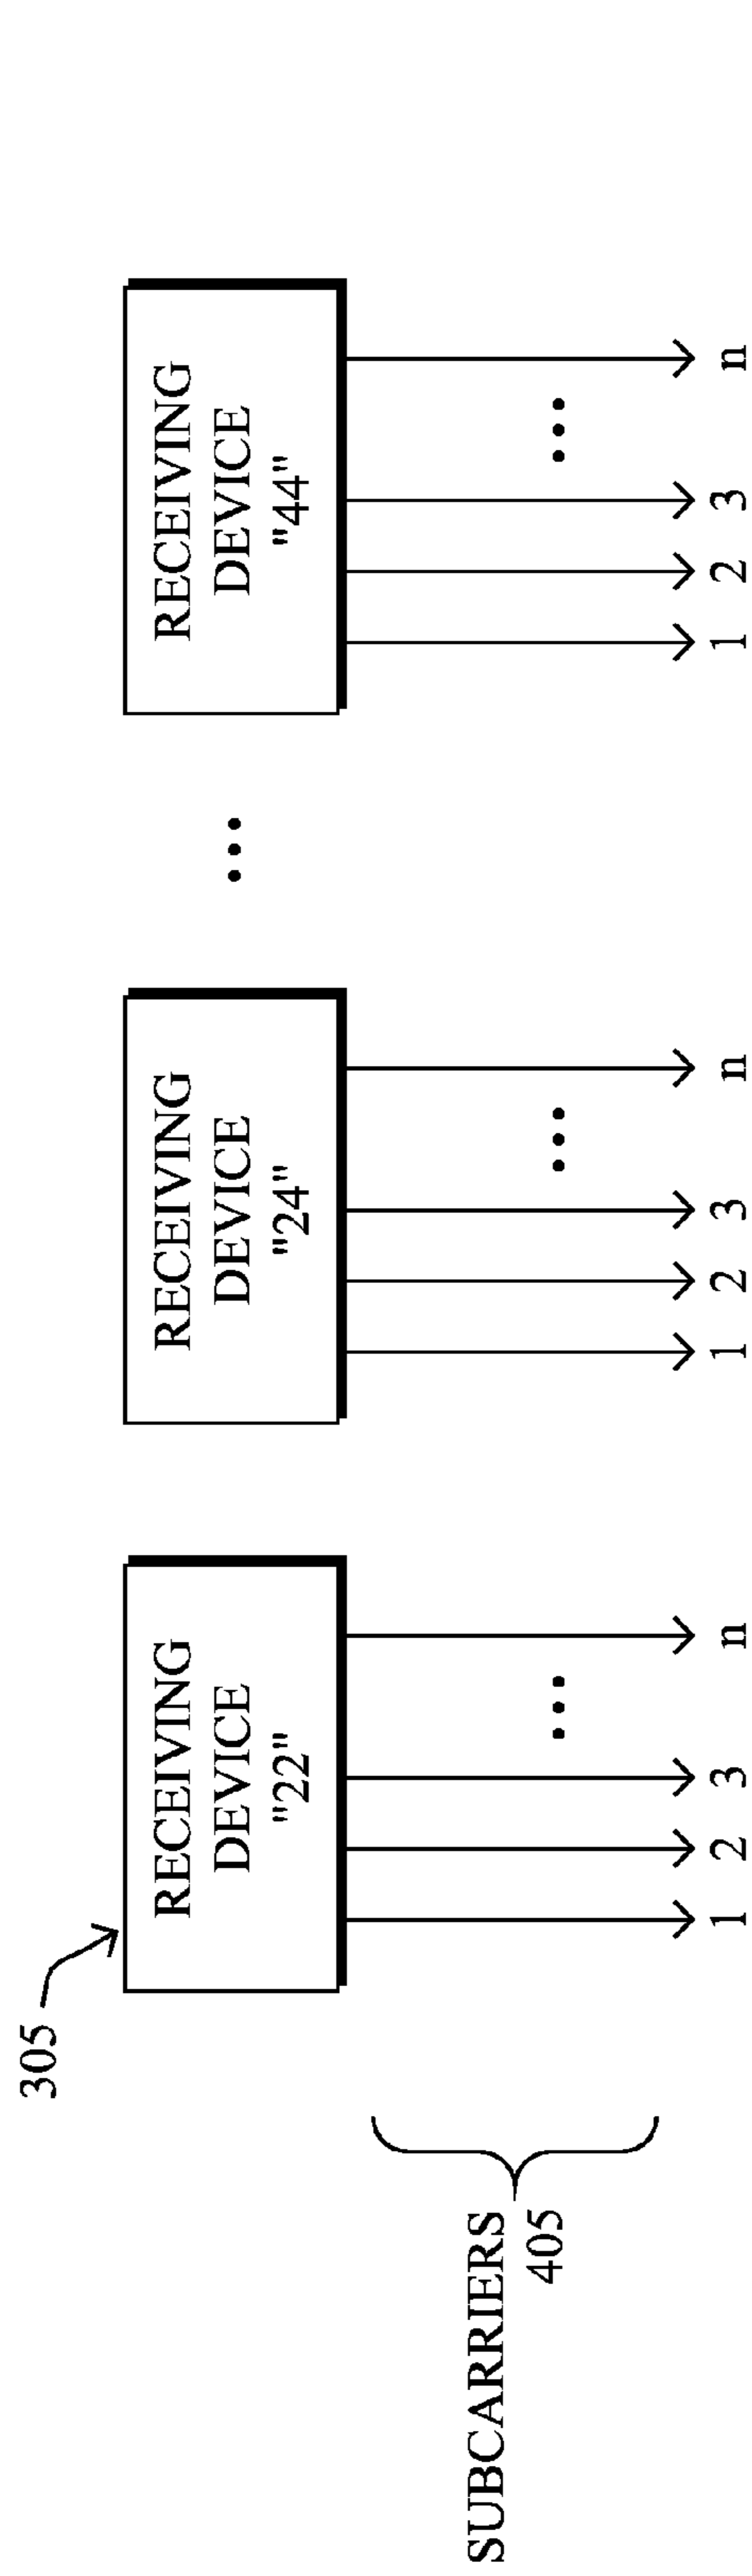 305
RECEIVING
DEVICE
"22"
RECEIVING
DEVICE
"24"
...
RECEIVING
DEVICE
"44"
SUBCARRIERS
405
... ... ...
1 2 3 n 1 2 3 n 1 2 3 n